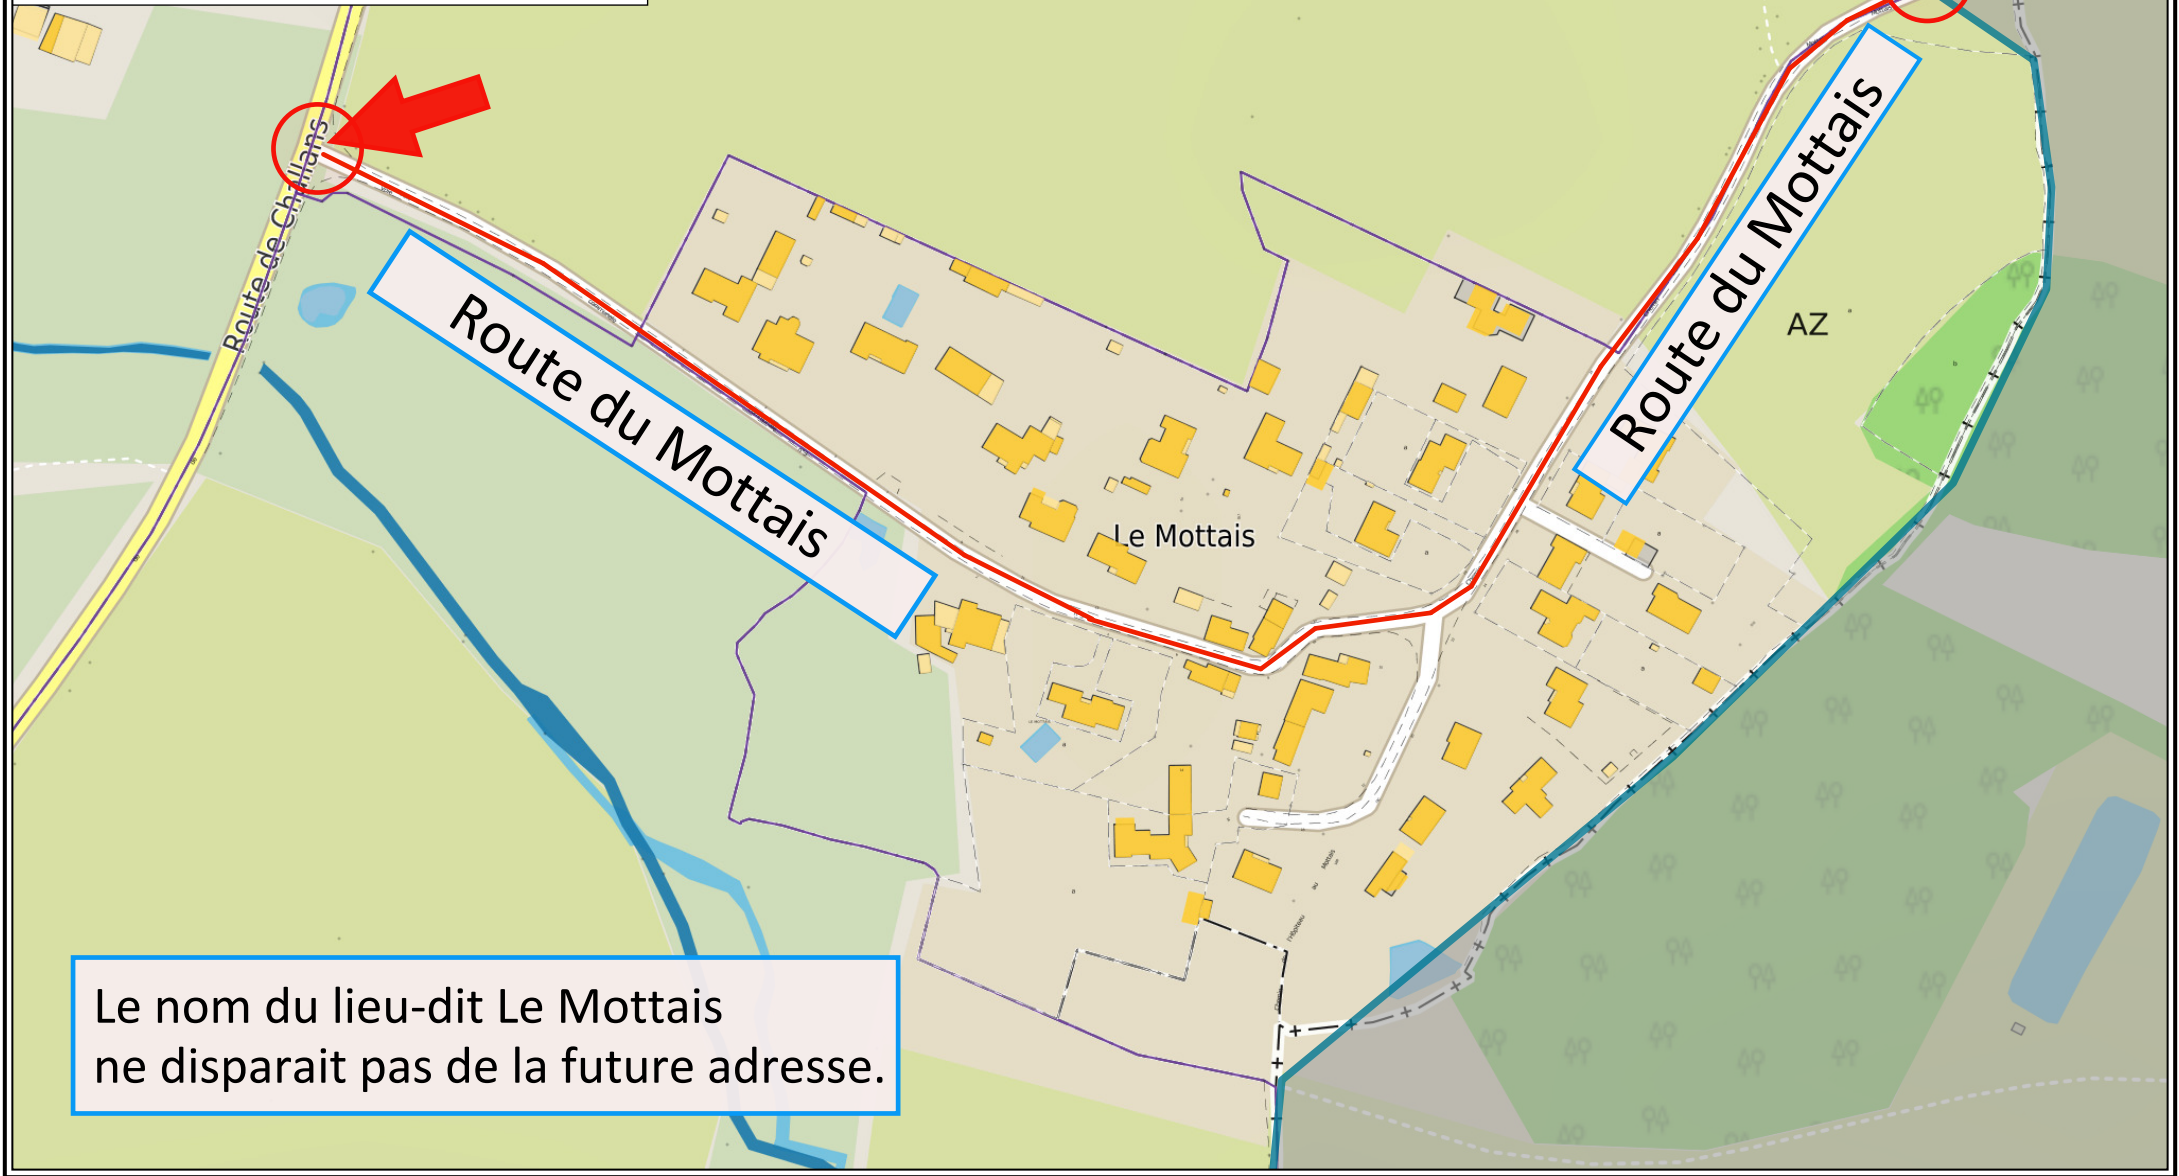 Route de Challans
Route du Mottais
Route du Mottais
AZ
Le Mottais
Le nom du lieu-dit Le Mottais
ne disparait pas de la future adresse.